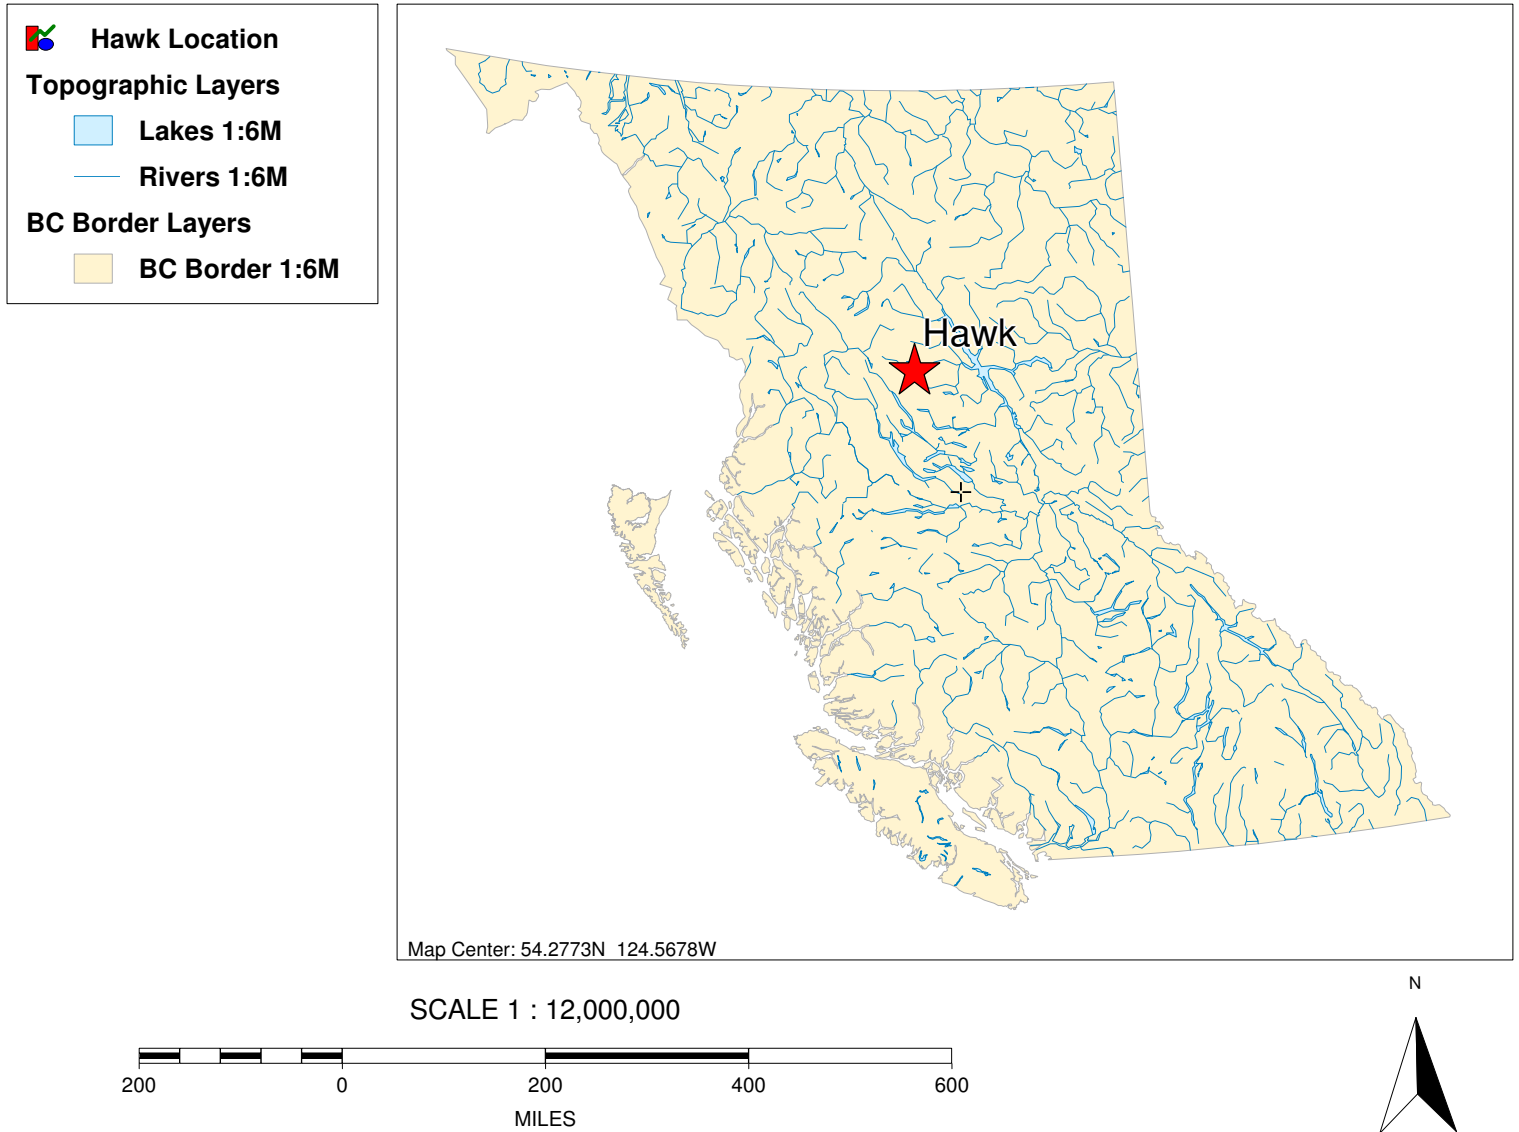 Hawk Location
Topographic Layers
Lakes 1:6M
Rivers 1:6M
BC Border Layers
BC Border 1:6M
Hawk
Map Center: 54.2773N 124.5678W
SCALE 1 : 12,000,000
N
200 0 200 400 600
MILES